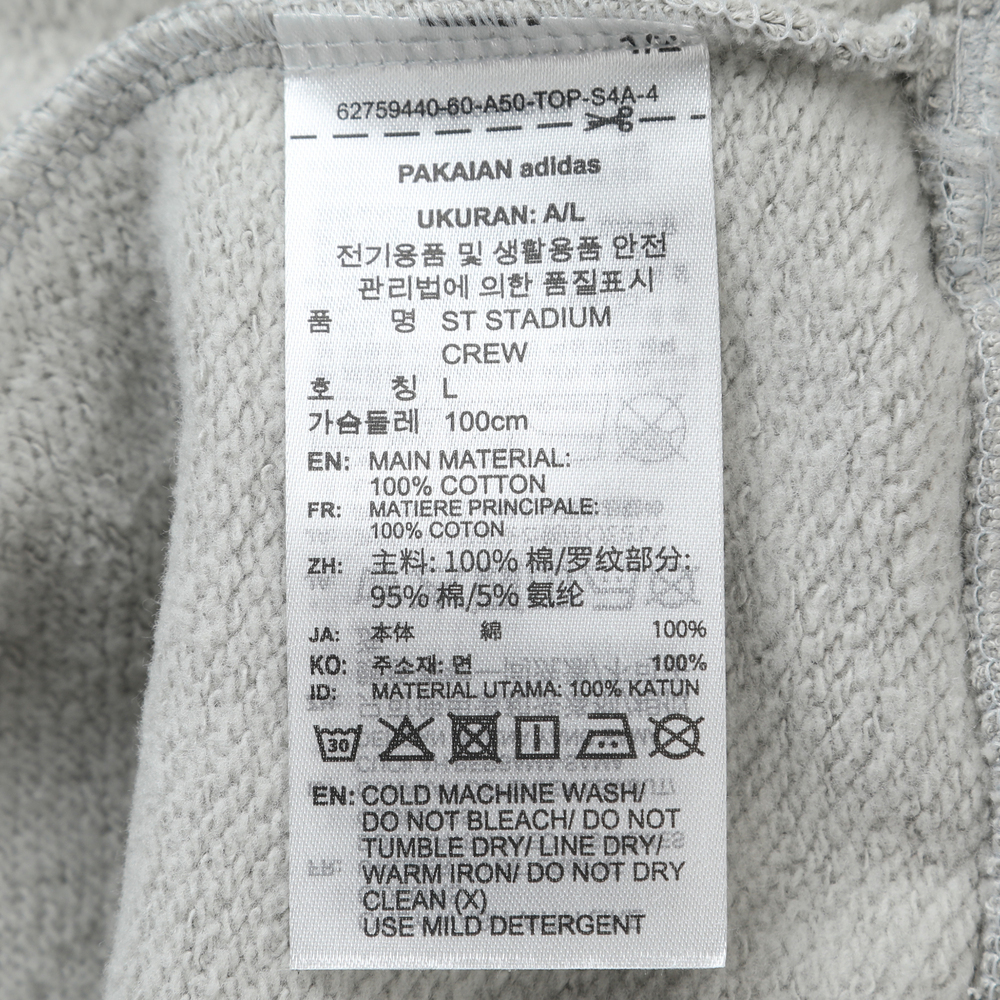 62759440-60-A50-TOP-S4A-4
PAKAIAN adidas
UKURAN: A/L
전기용품 및 생활용품 안전
관리법에 의한 품질표시
품 명 ST STADIUM
CREW
호 칭 L
가슴둘레 100cm
EN: MAIN MATERIAL:
100% COTTON
FR: MATIERE PRINCIPALE:
100% COTON
ZH: 主料: 100% 棉/罗纹部分:
95% 棉/5% 氨纶
JA: 本体 綿 100%
KO: 주소재: 면 100%
ID: MATERIAL UTAMA: 100% KATUN
30
EN: COLD MACHINE WASH/
DO NOT BLEACH/ DO NOT
TUMBLE DRY/ LINE DRY/
WARM IRON/ DO NOT DRY
CLEAN (X)
USE MILD DETERGENT